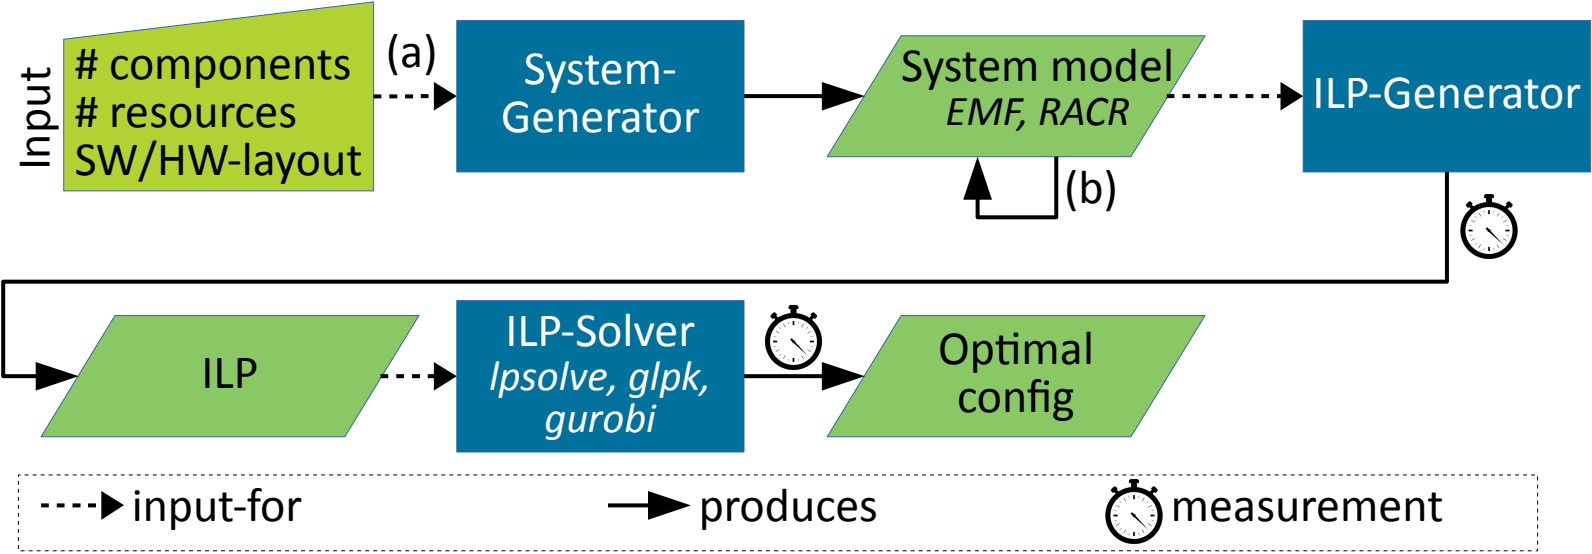 Input
# components
# resources
SW/HW-layout
(a)
System-
Generator
System model
EMF, RACR
(b)
ILP-Generator
ILP
ILP-Solver
lpsolve, glpk,
gurobi
Optimal
config
input-for
produces
measurement